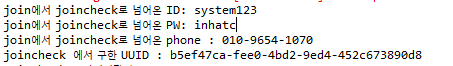 join에서 joincheck로 넘어온 ID: system123
join에서 joincheck로 넘어온 PW: inhatc
join에서 joincheck로 넘어온 phone : 010-9654-1070
joincheck 에서 구한 UUID : b5ef47ca-fee0-4bd2-9ed4-452c673890d8